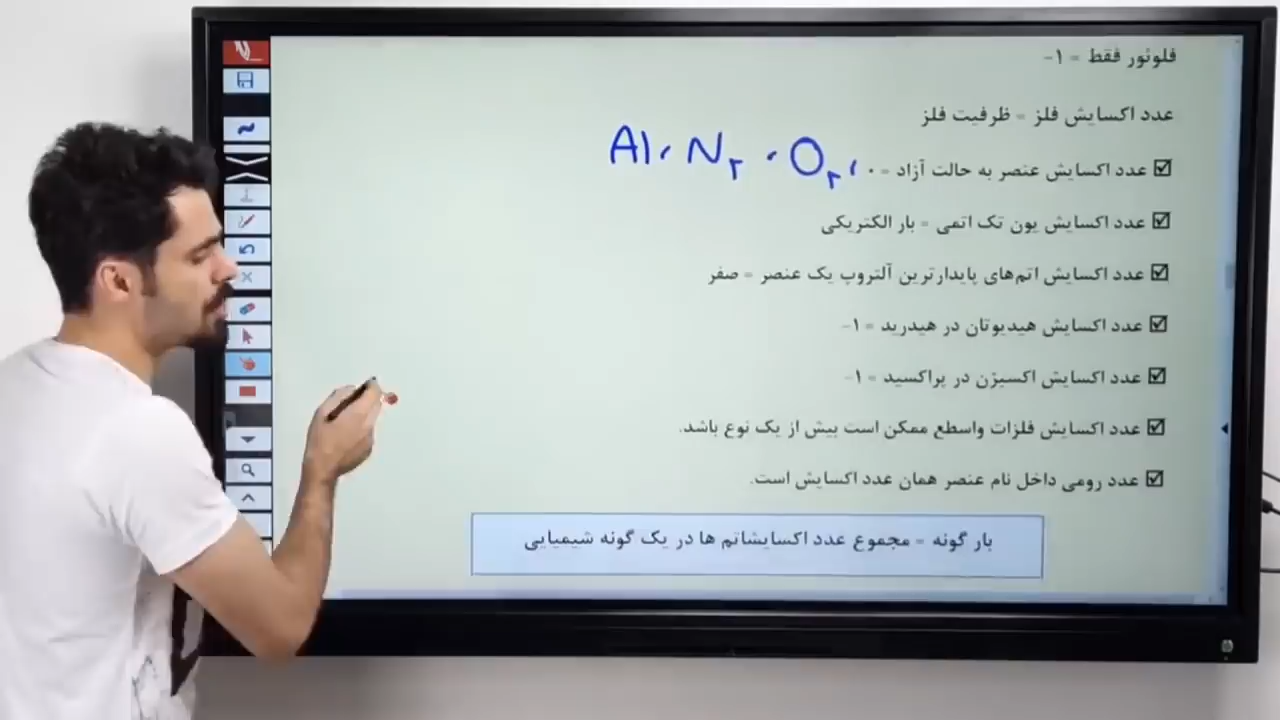 فلوئور فقط = ۱-
عدد اکسایش فلز = ظرفیت فلز
☑ عدد اکسایش عنصر به حالت آزاد = ۰ ، O۲ ، N۲ ، Al
☑ عدد اکسایش یون تک اتمی = بار الکتریکی
☑ عدد اکسایش اتم‌های پایدارترین آلتروپ یک عنصر = صفر
☑ عدد اکسایش هیدیوتان در هیدرید = ۱-
☑ عدد اکسایش اکسیژن در پراکسید = ۱-
☑ عدد اکسایش فلزات واسطع ممکن است بیش از یک نوع باشد.
☑ عدد رومی داخل نام عنصر همان عدد اکسایش است.
بار گونه = مجموع عدد اکسایشاتم ها در یک گونه شیمیایی